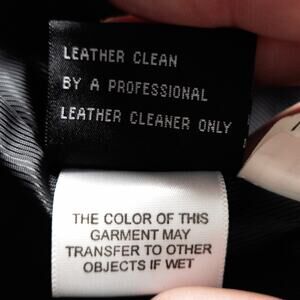 LEATHER CLEAN
BY A PROFESSIONAL
LEATHER CLEANER ONLY
THE COLOR OF THIS
GARMENT MAY
TRANSFER TO OTHER
OBJECTS IF WET